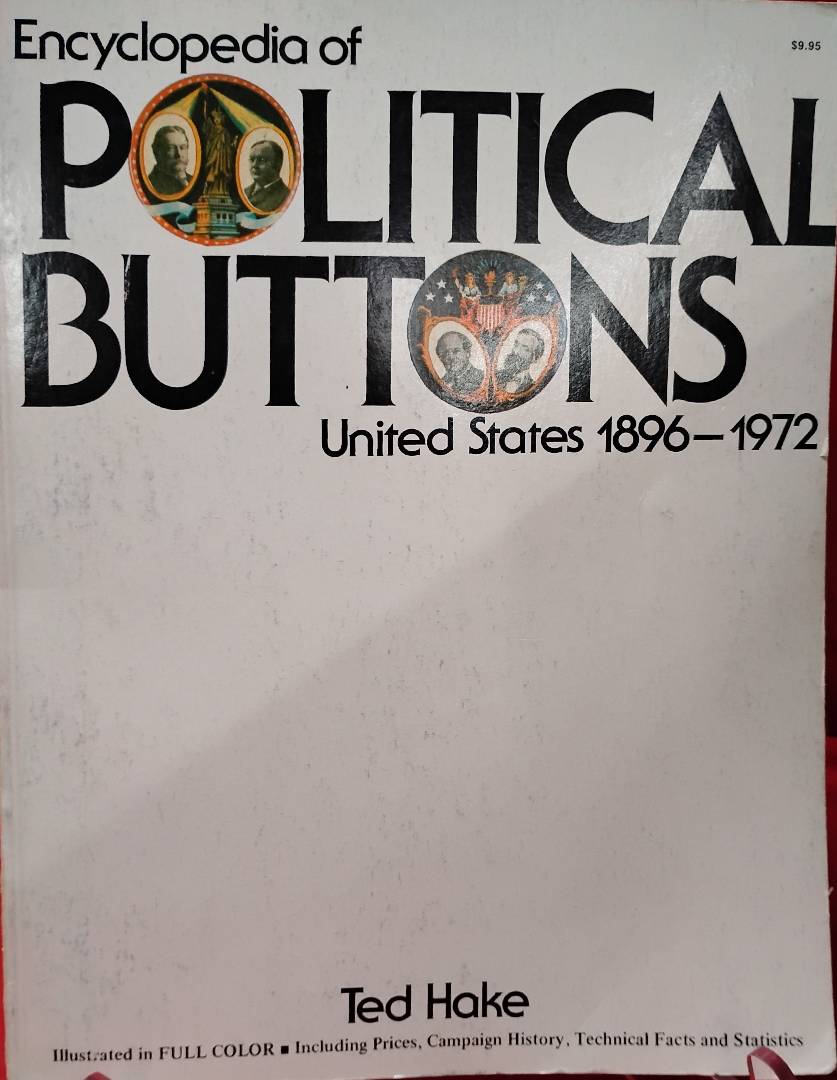 Encyclopedia of
$9.95
POLITICAL
BUTTONS
United States 1896–1972
Ted Hake
Illustrated in FULL COLOR ■ Including Prices, Campaign History, Technical Facts and Statistics